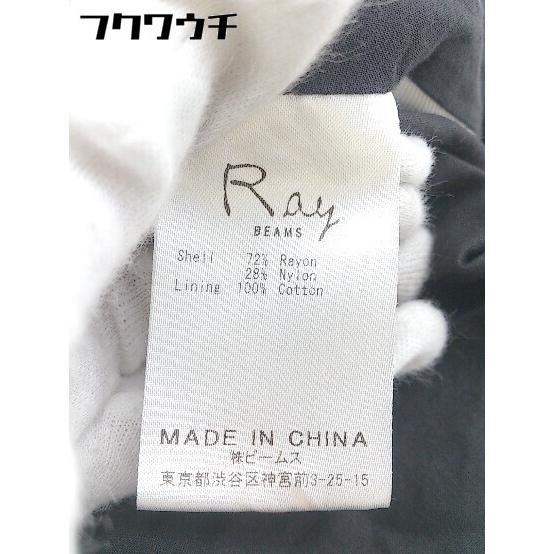 フクワウチ
Ray
BEAMS
Shell 72% Rayon
28% Nylon
Lining 100% Cotton
MADE IN CHINA
㈱ビームス
東京都渋谷区神宮前3-25-15